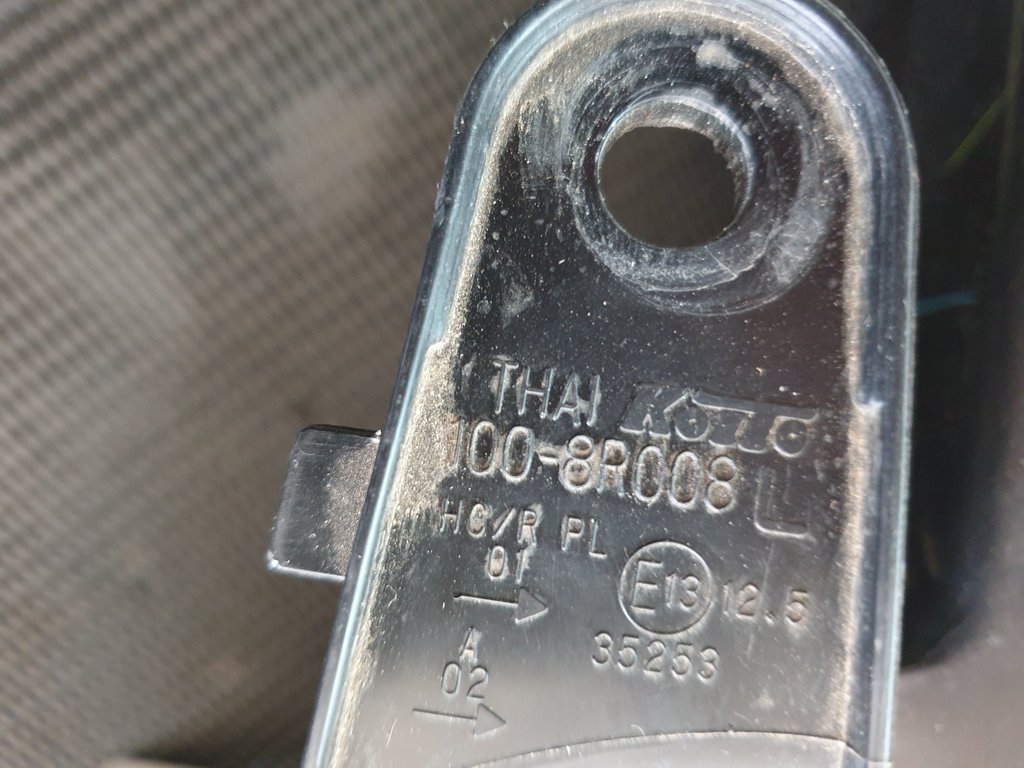 THAI KOITO
100-8R008 L
HC/R PL
01
E13 12.5
35253
A
02